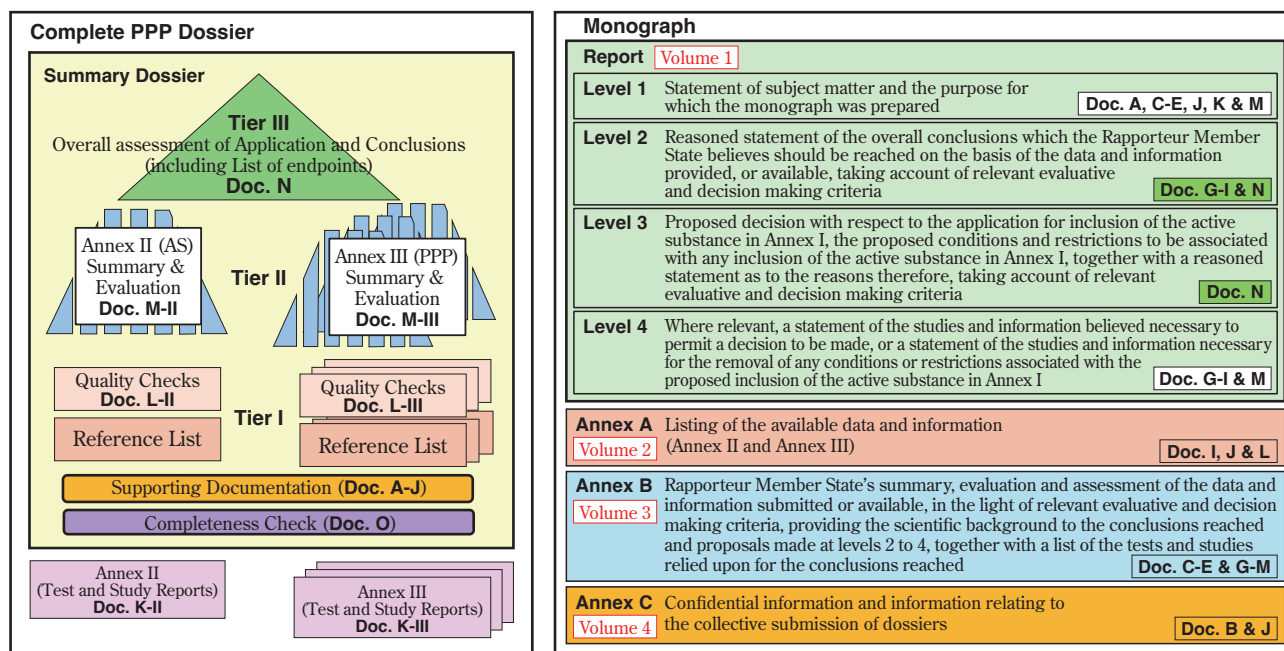 Complete PPP Dossier
Summary Dossier
Tier III
Overall assessment of Application and Conclusions
(including List of endpoints)
Doc. N
Annex II (AS)
Summary &
Evaluation
Doc. M-II
Tier II
Annex III (PPP)
Summary &
Evaluation
Doc. M-III
Quality Checks
Doc. L-II
Reference List
Tier I
Quality Checks
Doc. L-III
Reference List
Supporting Documentation (Doc. A-J)
Completeness Check (Doc. O)
Annex II
(Test and Study Reports)
Doc. K-II
Annex III
(Test and Study Reports)
Doc. K-III
Monograph
Report Volume 1
Level 1 Statement of subject matter and the purpose for
which the monograph was prepared
Doc. A, C-E, J, K & M
Level 2 Reasoned statement of the overall conclusions which the Rapporteur Member
State believes should be reached on the basis of the data and information
provided, or available, taking account of relevant evaluative
and decision making criteria
Doc. G-I & N
Level 3 Proposed decision with respect to the application for inclusion of the active
substance in Annex I, the proposed conditions and restrictions to be associated
with any inclusion of the active substance in Annex I, together with a reasoned
statement as to the reasons therefore, taking account of relevant
evaluative and decision making criteria
Doc. N
Level 4 Where relevant, a statement of the studies and information believed necessary to
permit a decision to be made, or a statement of the studies and information necessary
for the removal of any conditions or restrictions associated with the
proposed inclusion of the active substance in Annex I
Doc. G-I & M
Annex A Listing of the available data and information
Volume 2 (Annex II and Annex III)
Doc. I, J & L
Annex B Rapporteur Member State's summary, evaluation and assessment of the data and
Volume 3 information submitted or available, in the light of relevant evaluative and decision
making criteria, providing the scientific background to the conclusions reached
and proposals made at levels 2 to 4, together with a list of the tests and studies
relied upon for the conclusions reached
Doc. C-E & G-M
Annex C Confidential information and information relating to
Volume 4 the collective submission of dossiers
Doc. B & J